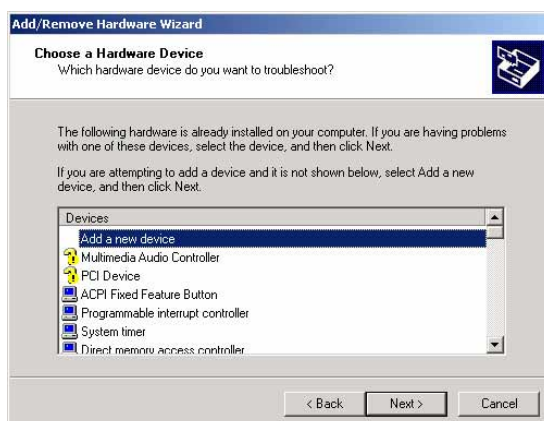 Add/Remove Hardware Wizard
Choose a Hardware Device
Which hardware device do you want to troubleshoot?
The following hardware is already installed on your computer. If you are having problems
with one of these devices, select the device, and then click Next.
If you are attempting to add a device and it is not shown below, select Add a new
device, and then click Next.
Devices
Add a new device
Multimedia Audio Controller
PCI Device
ACPI Fixed Feature Button
Programmable interrupt controller
System timer
Direct memory access controller
< Back
Next >
Cancel